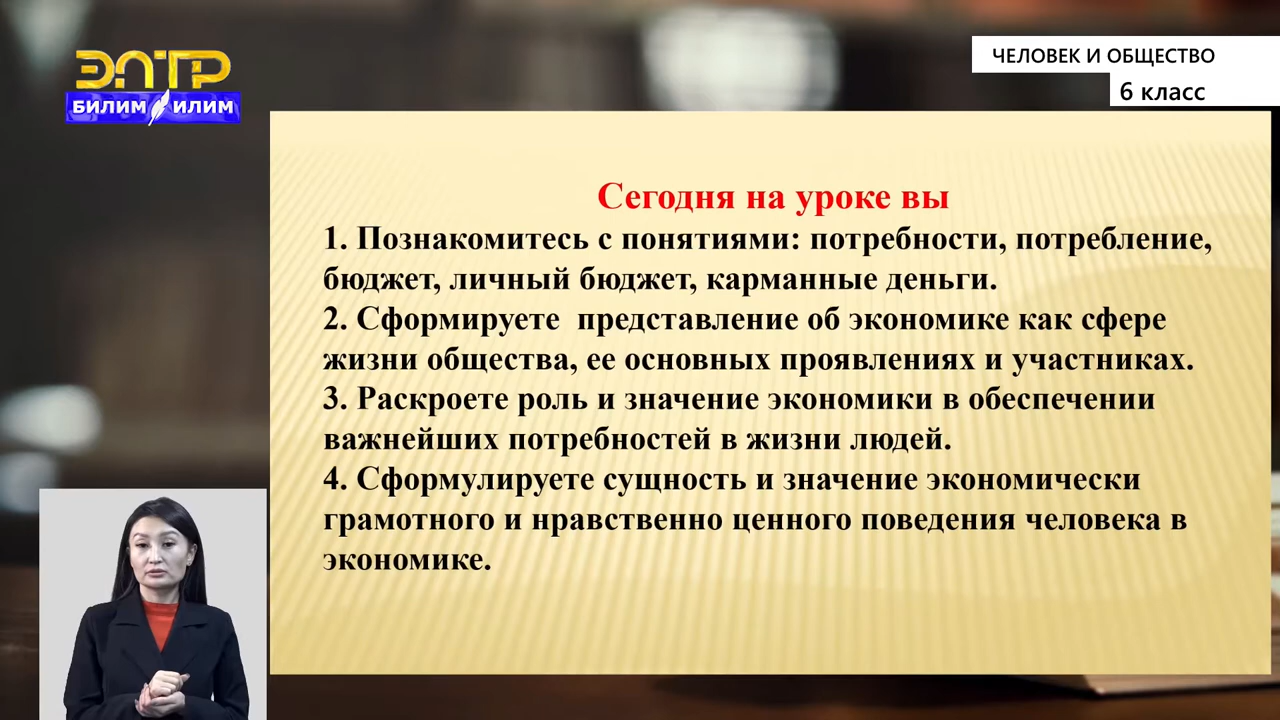 ЭЛТР
БИЛИМ ИЛИМ
ЧЕЛОВЕК И ОБЩЕСТВО
6 класс
Сегодня на уроке вы
1. Познакомитесь с понятиями: потребности, потребление,
бюджет, личный бюджет, карманные деньги.
2. Сформируете представление об экономике как сфере
жизни общества, ее основных проявлениях и участниках.
3. Раскроете роль и значение экономики в обеспечении
важнейших потребностей в жизни людей.
4. Сформулируете сущность и значение экономически
грамотного и нравственно ценного поведения человека в
экономике.